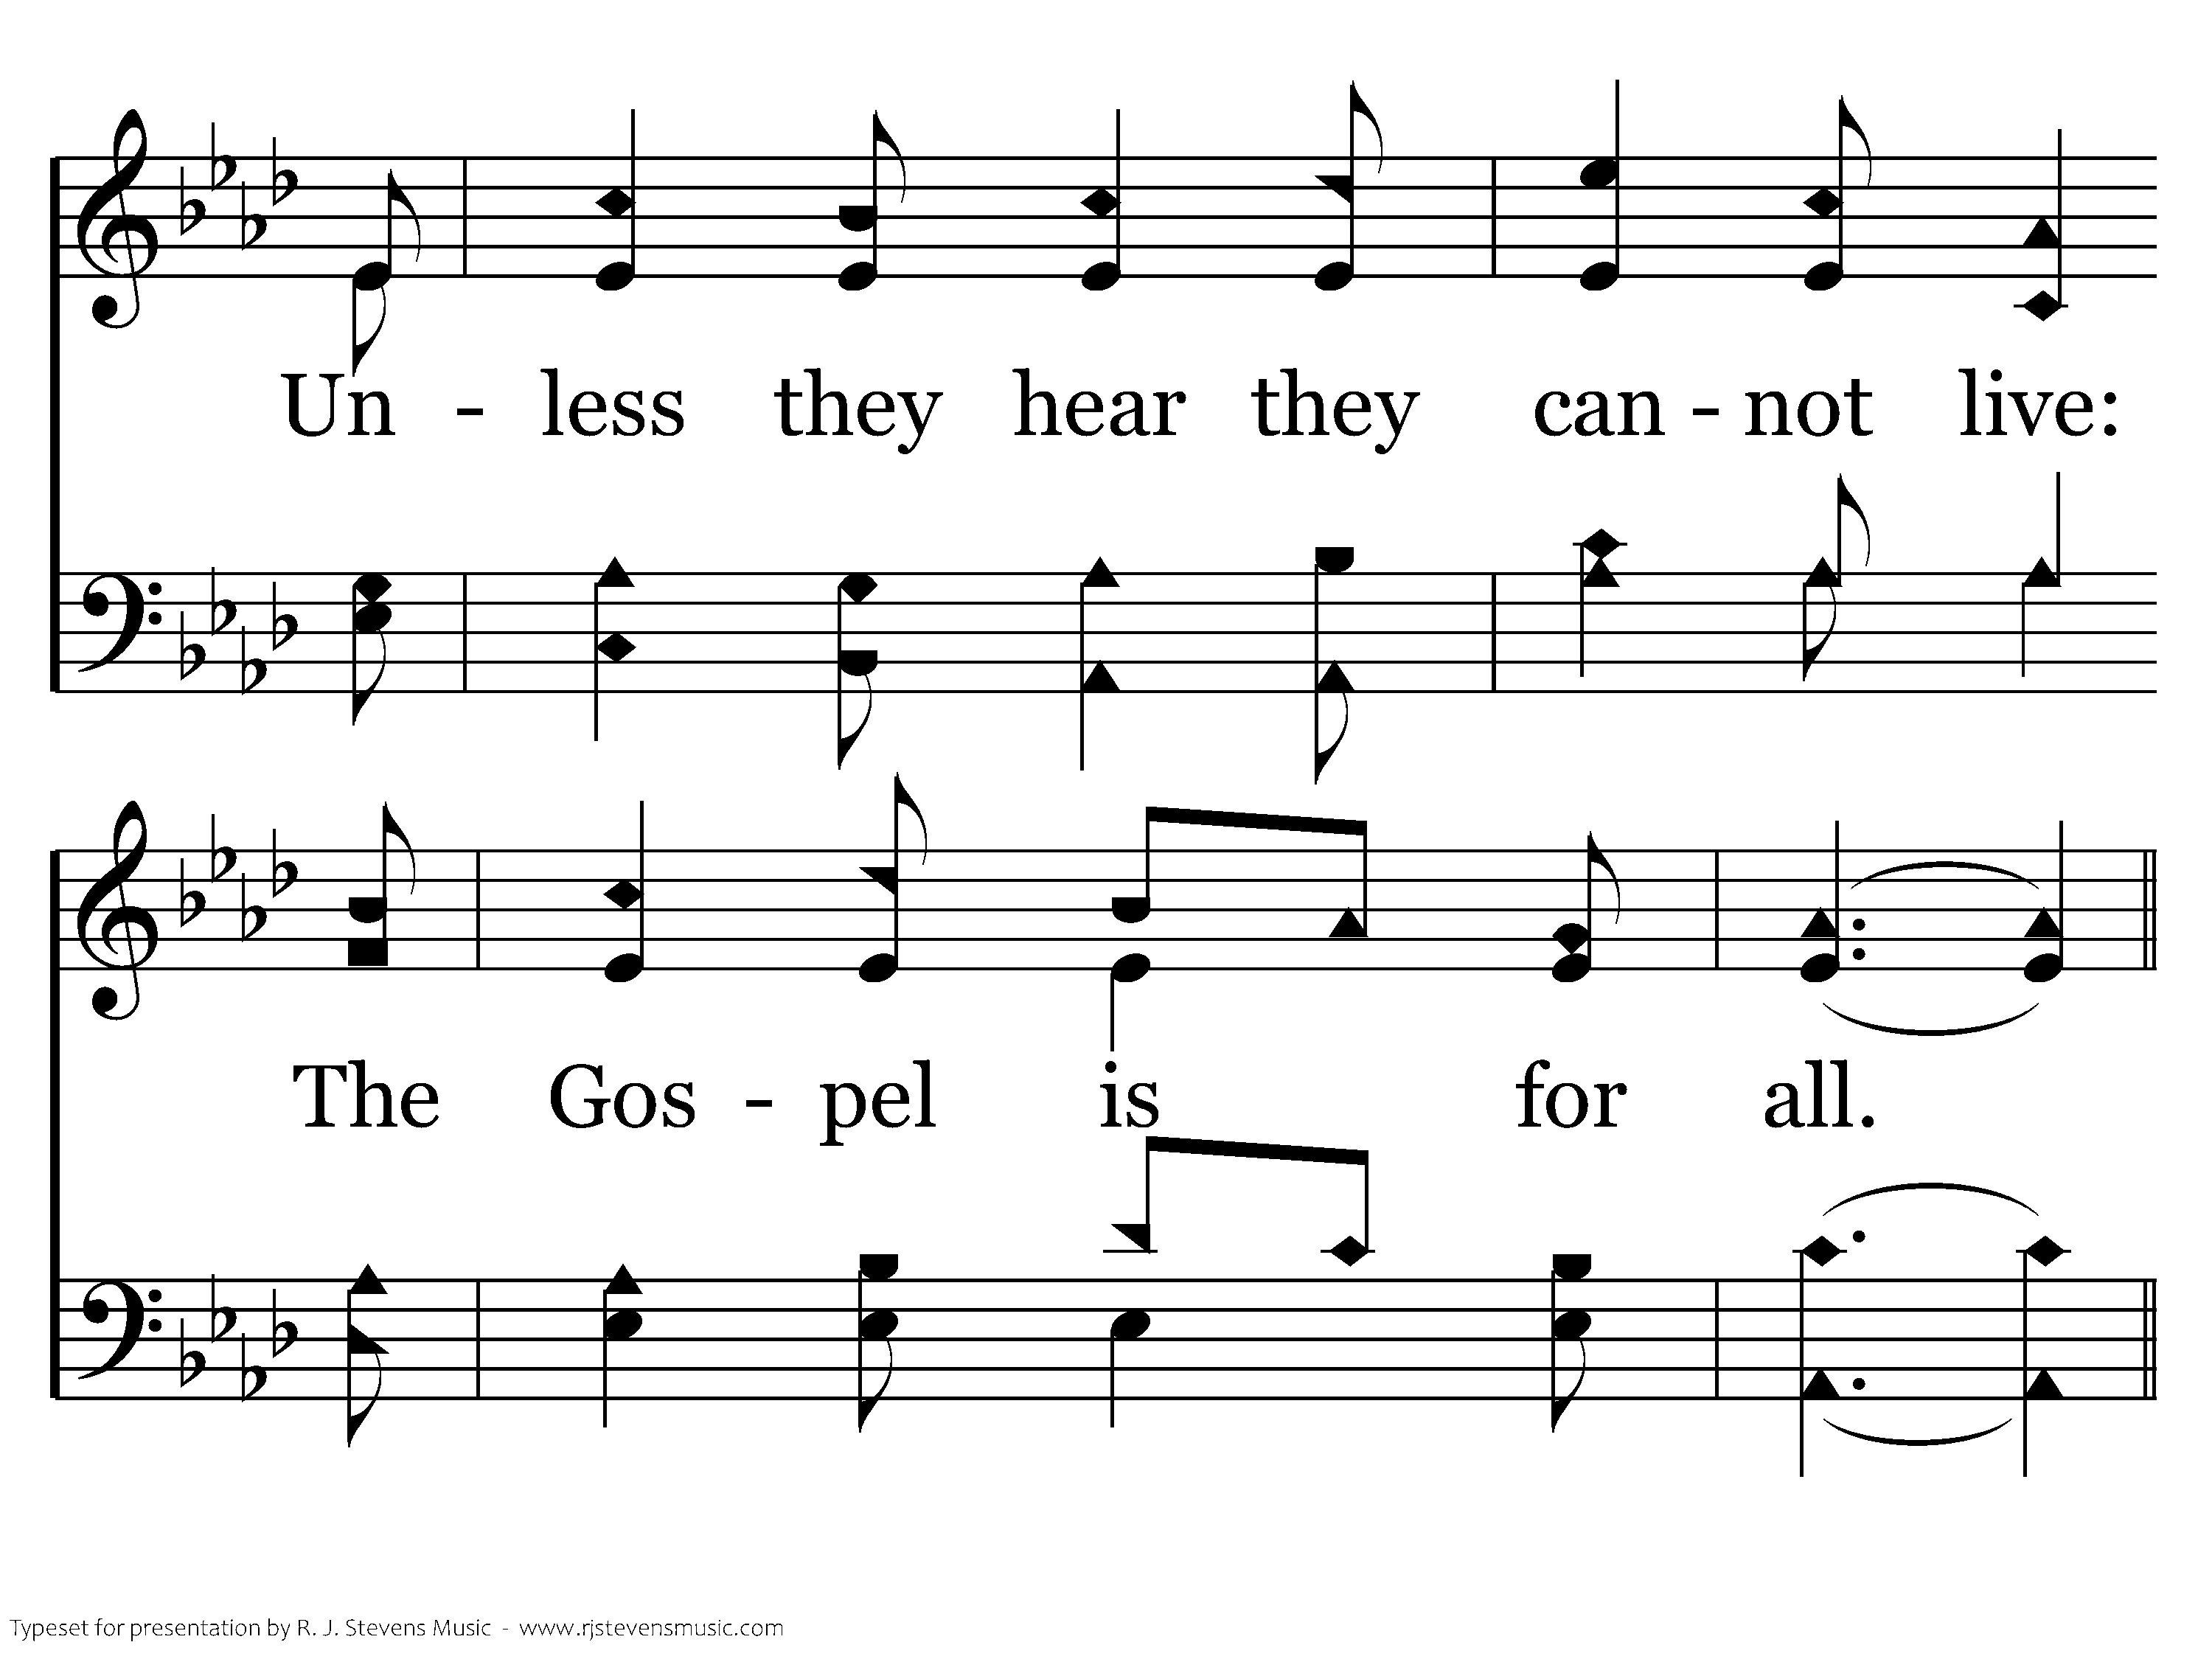 Un - less they hear they can - not live:
The Gos - pel is for all.
Typeset for presentation by R. J. Stevens Music - www.rjstevensmusic.com